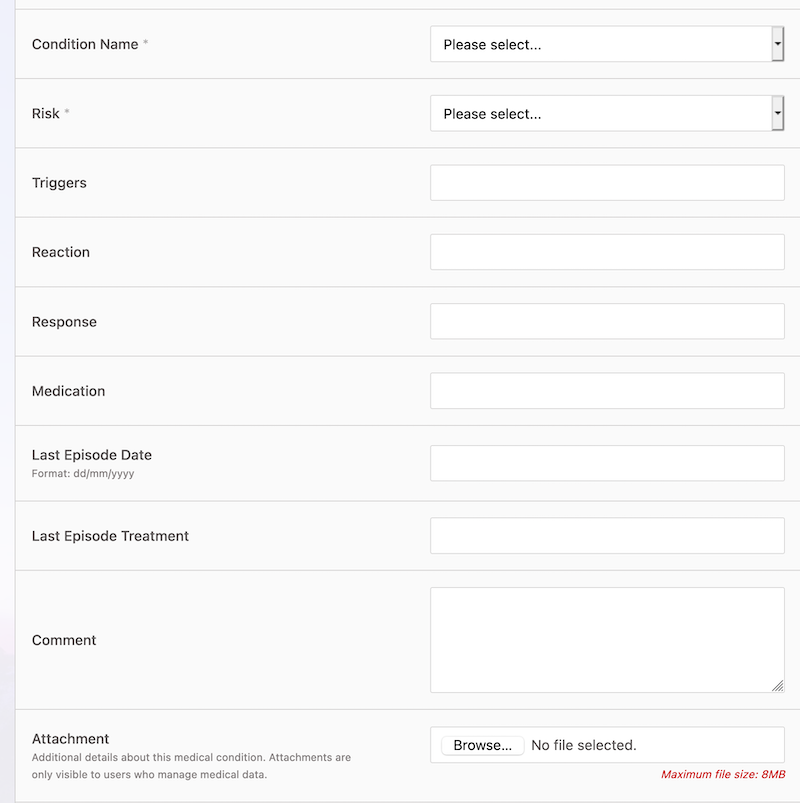 Condition Name *
Please select...
Risk *
Please select...
Triggers
Reaction
Response
Medication
Last Episode Date
Format: dd/mm/yyyy
Last Episode Treatment
Comment
Attachment
Additional details about this medical condition. Attachments are
only visible to users who manage medical data.
Browse... No file selected.
Maximum file size: 8MB